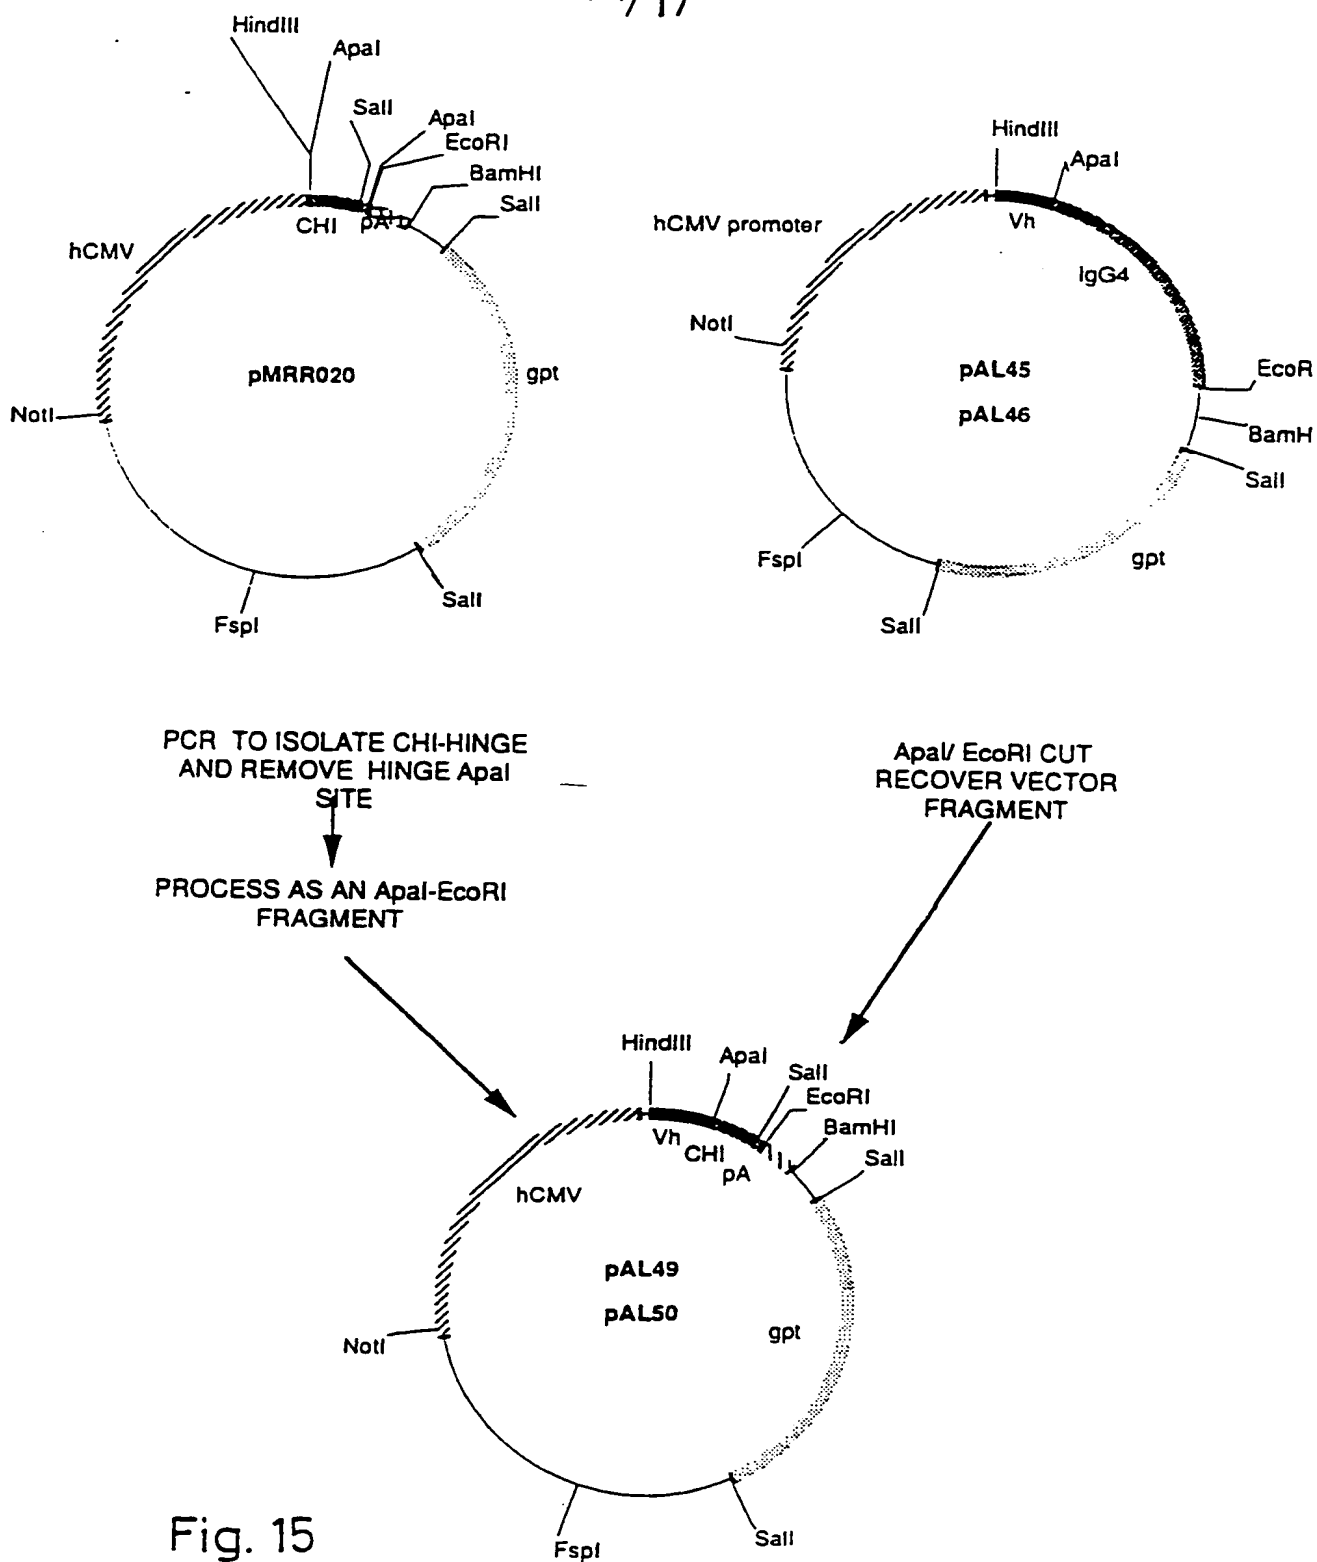 HindIII
ApaI
SalI
ApaI
EcoRI
BamHI
SalI
CHI
pA
hCMV
pMRR020
gpt
NotI
SalI
FspI
HindIII
ApaI
hCMV promoter
Vh
IgG4
NotI
pAL45
pAL46
EcoR
BamH
SalI
FspI
gpt
SalI
PCR TO ISOLATE CHI-HINGE
AND REMOVE HINGE ApaI
SITE
PROCESS AS AN ApaI-EcoRI
FRAGMENT
ApaI/ EcoRI CUT
RECOVER VECTOR
FRAGMENT
HindIII
ApaI
SalI
EcoRI
BamHI
SalI
Vh
CHI
pA
hCMV
pAL49
pAL50
gpt
NotI
SalI
FspI
Fig. 15